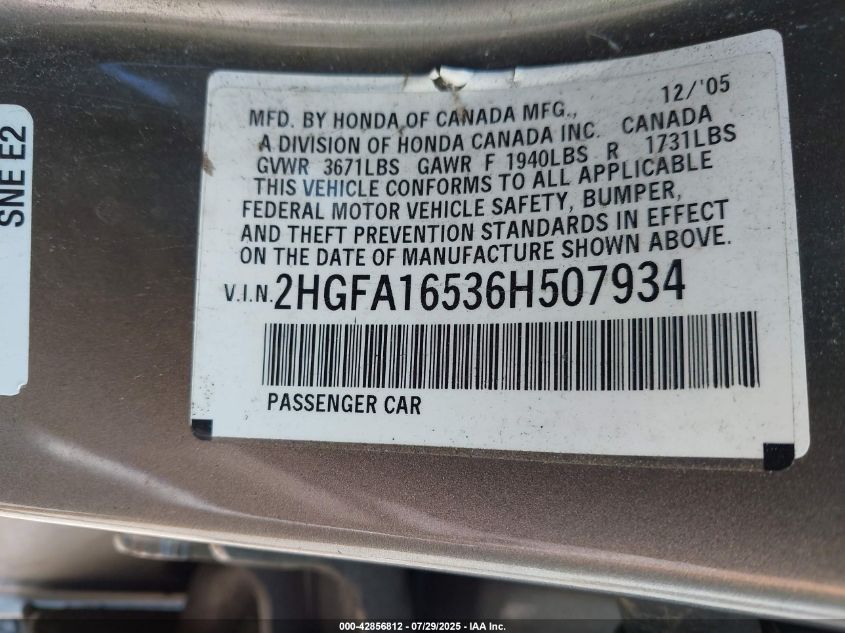 SNE E2
12/'05
MFD. BY HONDA OF CANADA MFG.,
A DIVISION OF HONDA CANADA INC. CANADA
GVWR 3671LBS GAWR F 1940LBS R 1731LBS
THIS VEHICLE CONFORMS TO ALL APPLICABLE
FEDERAL MOTOR VEHICLE SAFETY, BUMPER,
AND THEFT PREVENTION STANDARDS IN EFFECT
ON THE DATE OF MANUFACTURE SHOWN ABOVE.
V.I.N. 2HGFA16536H507934
PASSENGER CAR
000-42856812 / 07/29/2025 - IAA Inc.